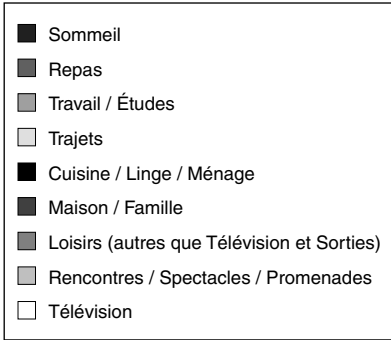 Sommeil
Repas
Travail / Études
Trajets
Cuisine / Linge / Ménage
Maison / Famille
Loisirs (autres que Télévision et Sorties)
Rencontres / Spectacles / Promenades
Télévision